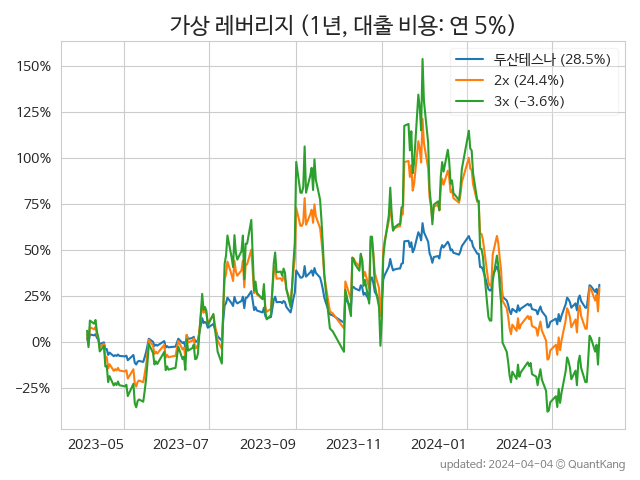 가상 레버리지 (1년, 대출 비용: 연 5%)
두산테스나 (28.5%)
2x (24.4%)
3x (−3.6%)
150%
125%
100%
75%
50%
25%
0%
−25%
2023-05
2023-07
2023-09
2023-11
2024-01
2024-03
updated: 2024-04-04 © QuantKang